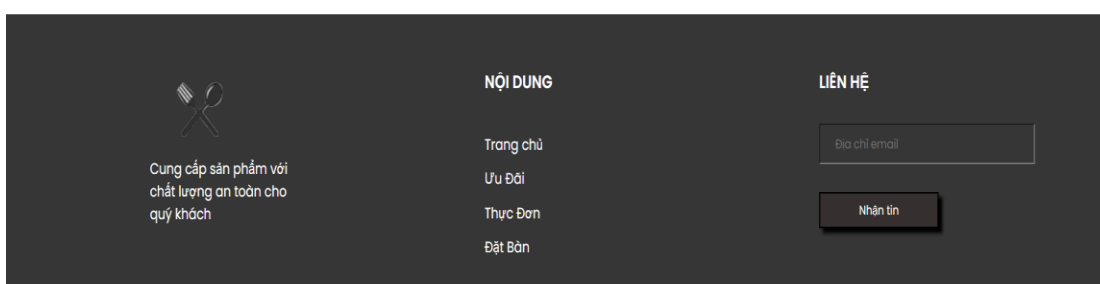 Cung cấp sản phẩm với
chất lượng an toàn cho
quý khách
NỘI DUNG
Trang chủ
Ưu Đãi
Thực Đơn
Đặt Bàn
LIÊN HỆ
Địa chỉ email
Nhận tin